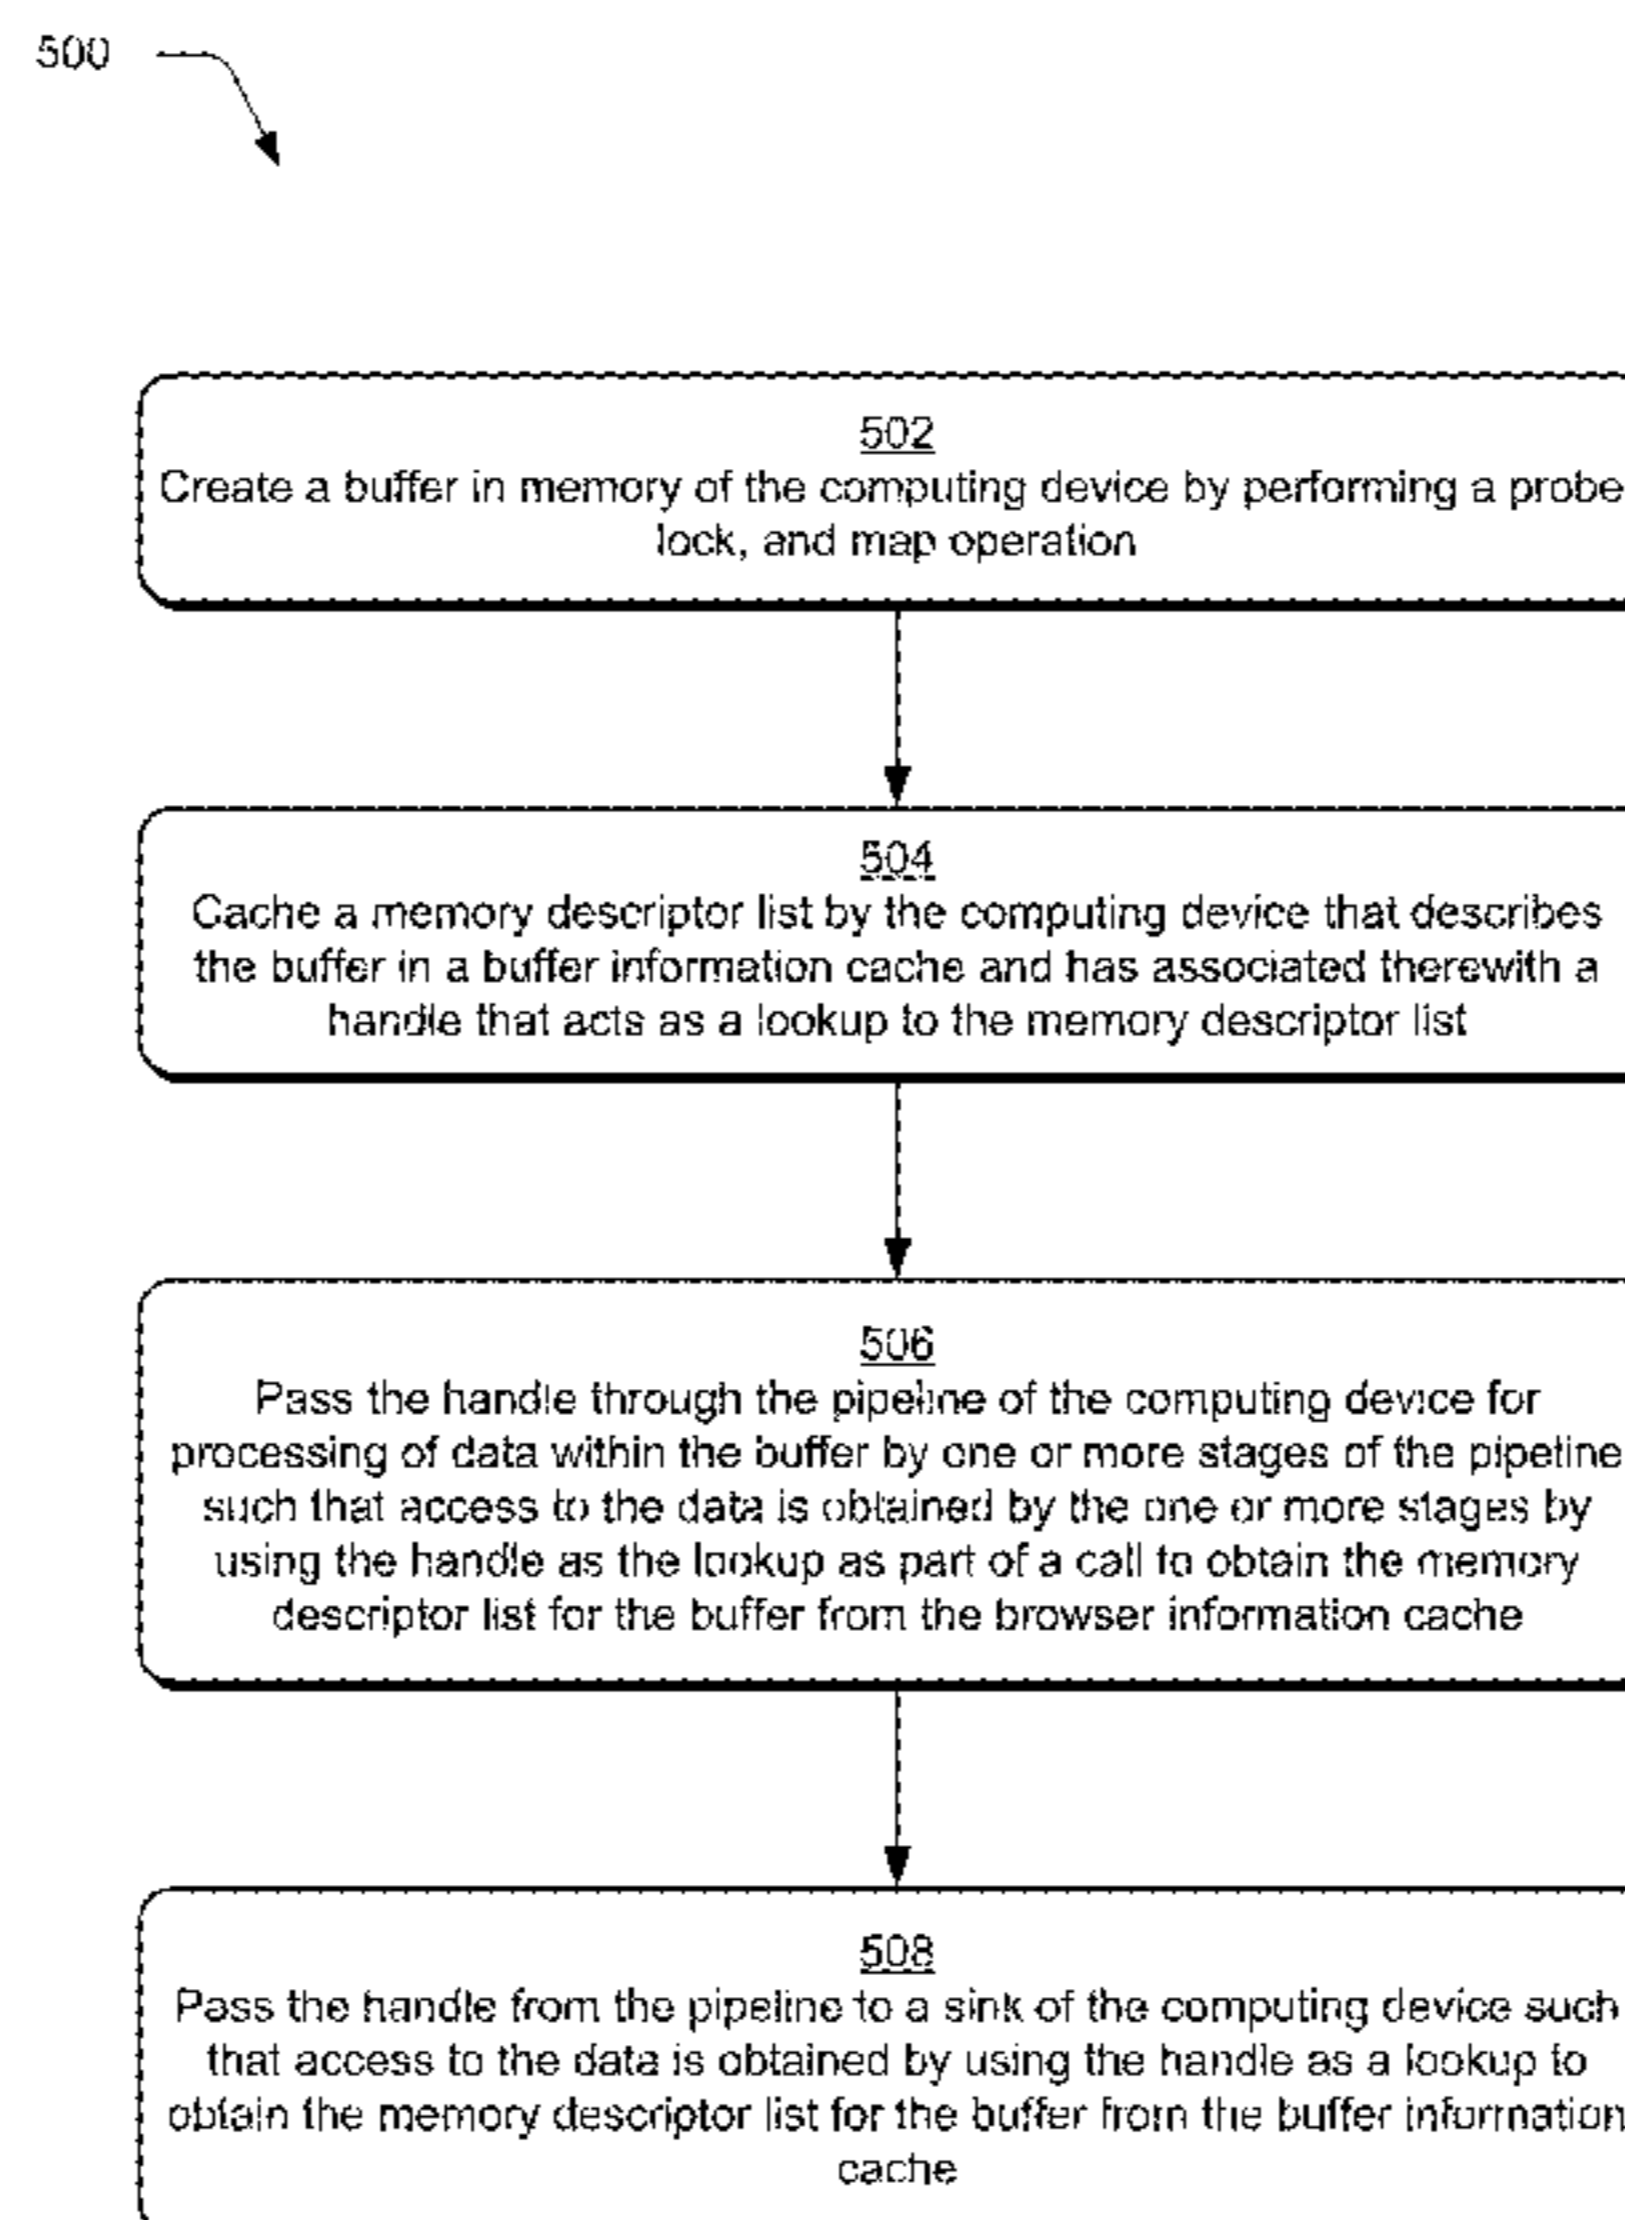 500
502
Create a buffer in memory of the computing device by performing a probe
lock, and map operation
504
Cache a memory descriptor list by the computing device that describes
the buffer in a buffer information cache and has associated therewith a
handle that acts as a lookup to the memory descriptor list
506
Pass the handle through the pipeline of the computing device for
processing of data within the buffer by one or more stages of the pipeline
such that access to the data is obtained by the one or more stages by
using the handle as the lookup as part of a call to obtain the memory
descriptor list for the buffer from the browser information cache
508
Pass the handle from the pipeline to a sink of the computing device such
that access to the data is obtained by using the handle as a lookup to
obtain the memory descriptor list for the buffer from the buffer information
cache